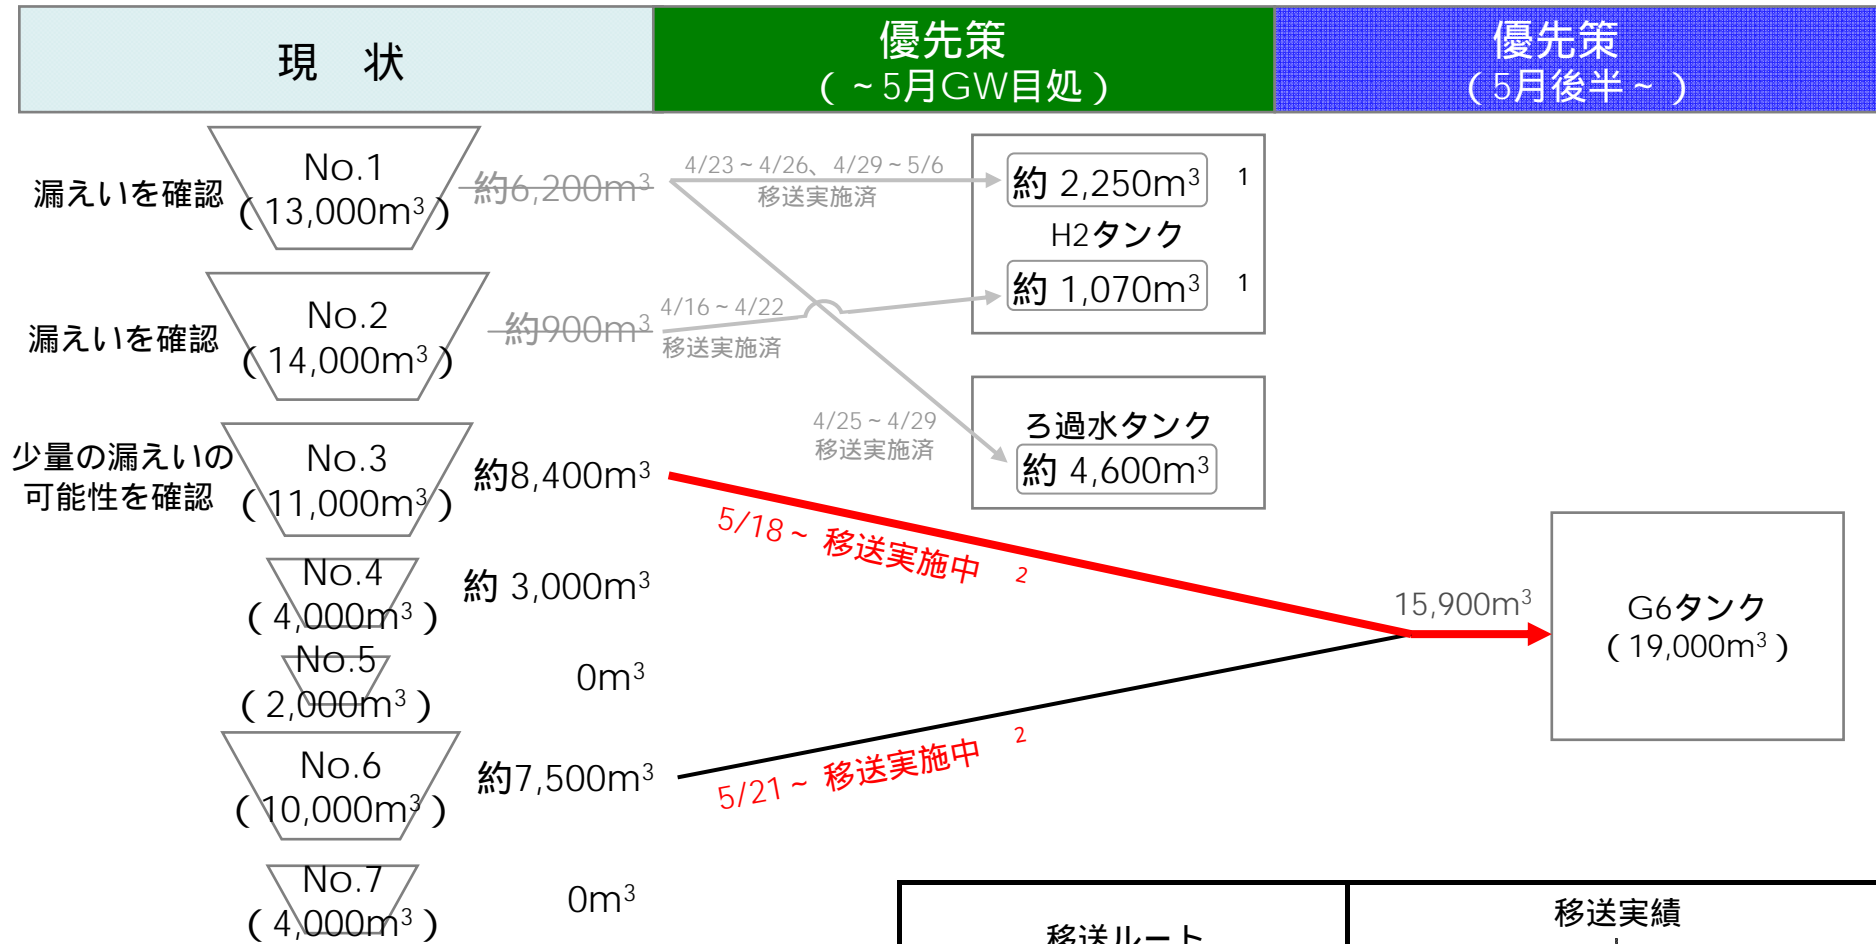 現　状
優先策
（～5月GW目処）
優先策
（5月後半～）
漏えいを確認
No.1
（13,000m³）
約6,200m³
4/23～4/26、4/29～5/6
移送実施済
約 2,250m³ 1
H2タンク
約 1,070m³ 1
漏えいを確認
No.2
（14,000m³）
約900m³
4/16～4/22
移送実施済
4/25～4/29
移送実施済
ろ過水タンク
約 4,600m³
少量の漏えいの
可能性を確認
No.3
（11,000m³）
約8,400m³
5/18～ 移送実施中 2
No.4
（4,000m³）
約 3,000m³
15,900m³
G6タンク
（19,000m³）
No.5
（2,000m³）
0m³
No.6
（10,000m³）
約7,500m³
5/21～ 移送実施中 2
No.7
（4,000m³）
0m³
移送ルート
移送実績